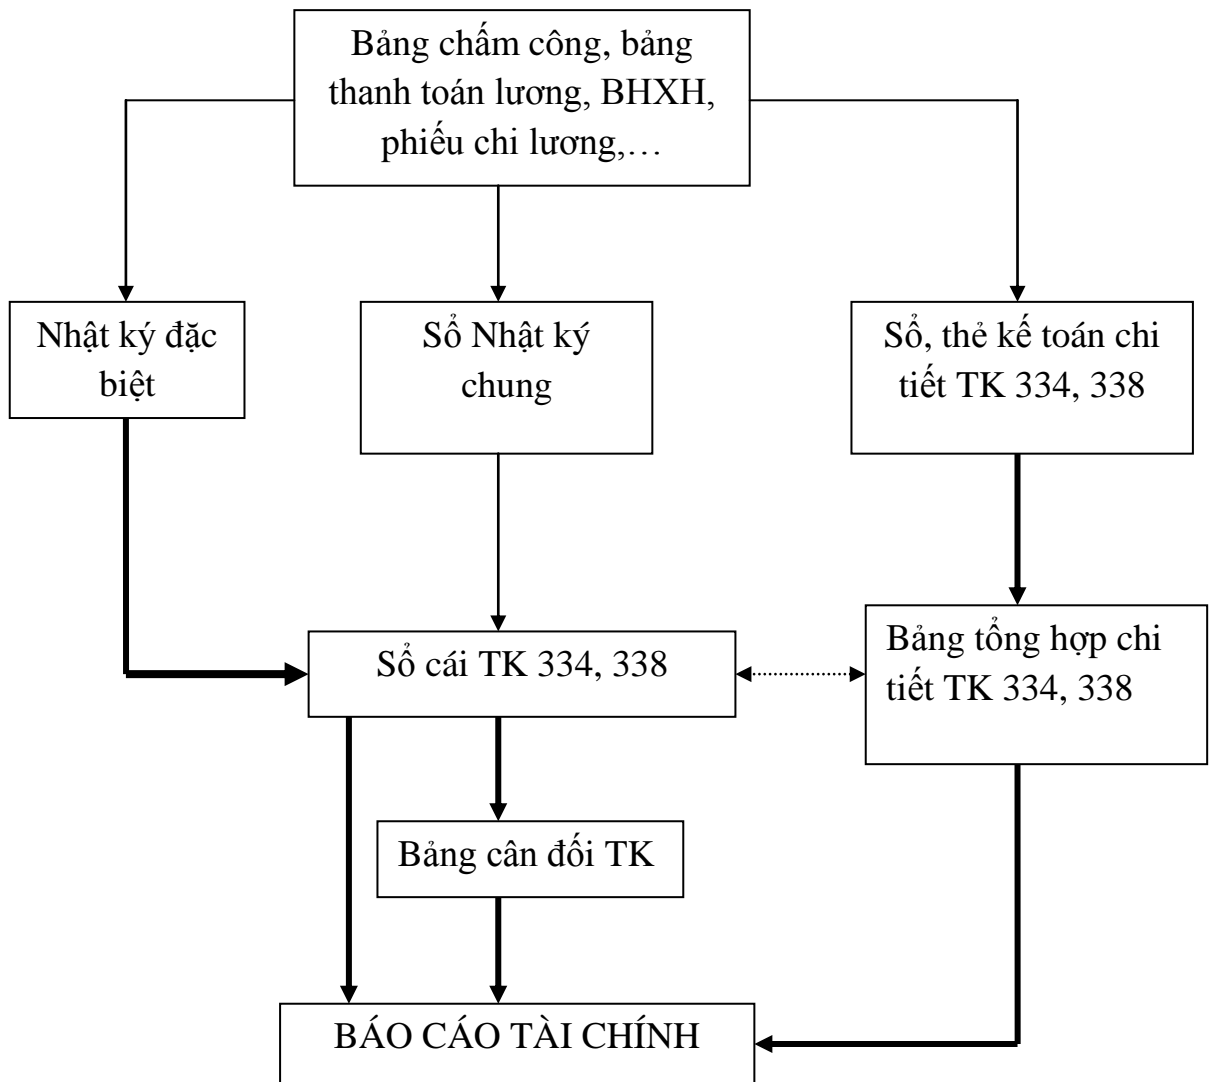 Bảng chấm công, bảng
thanh toán lương, BHXH,
phiếu chi lương,…
Nhật ký đặc
biệt
Sổ Nhật ký
chung
Sổ, thẻ kế toán chi
tiết TK 334, 338
Sổ cái TK 334, 338
Bảng tổng hợp chi
tiết TK 334, 338
Bảng cân đối TK
BÁO CÁO TÀI CHÍNH